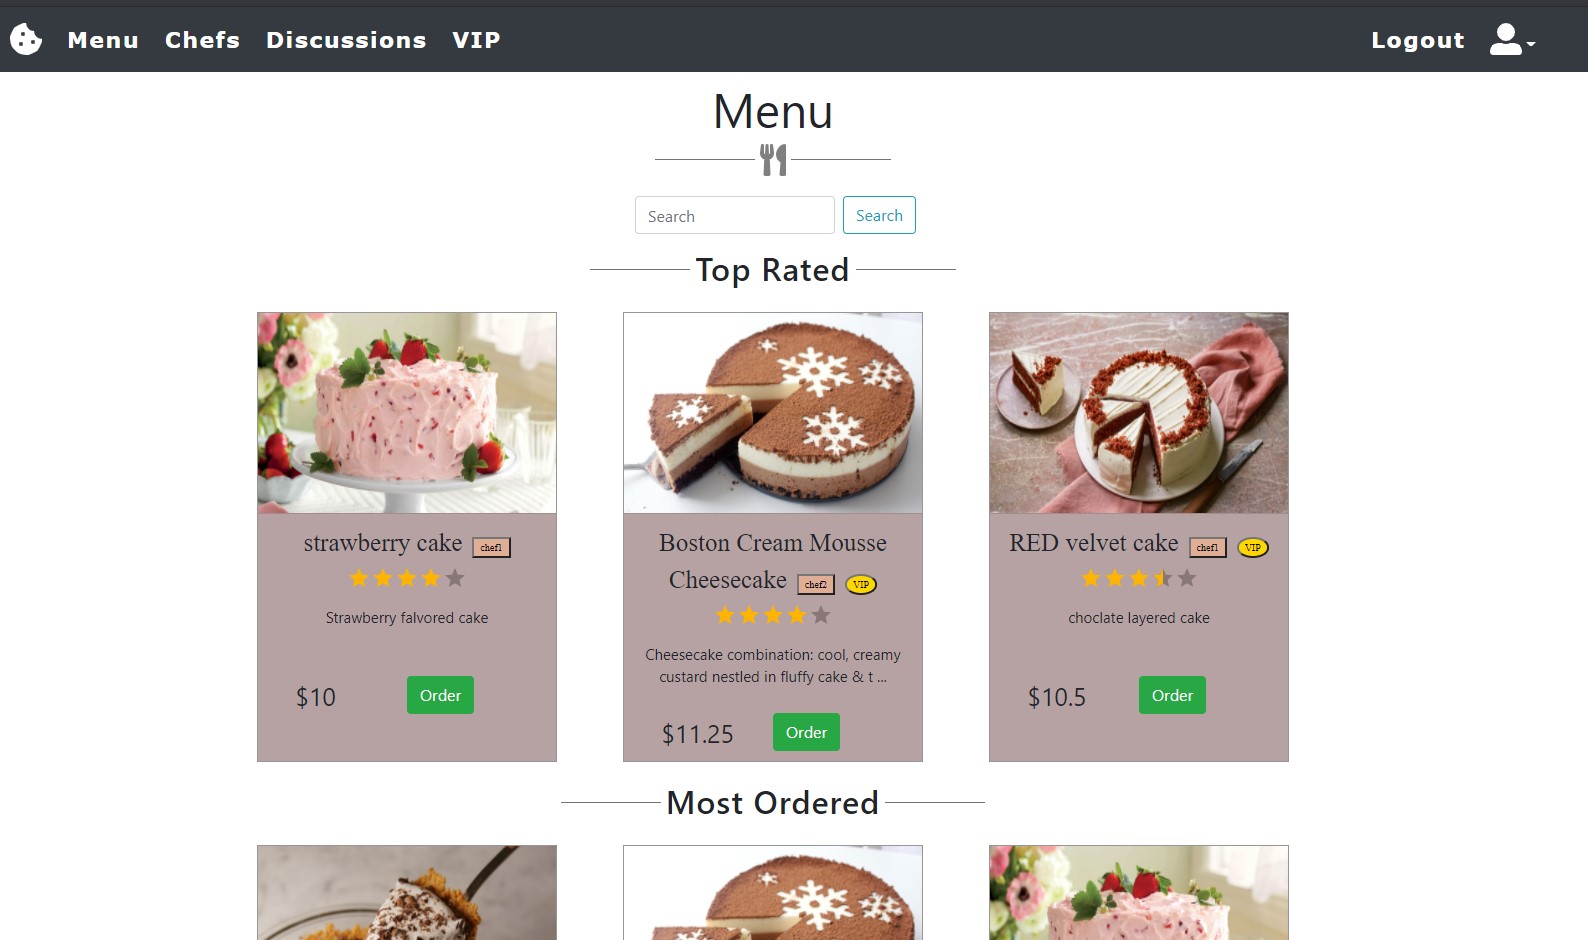 Menu Chefs Discussions VIP Logout
Menu
Search Search
Top Rated
strawberry cake chef1
Strawberry falvored cake
$10 Order
Boston Cream Mousse
Cheesecake chef2 VIP
Cheesecake combination: cool, creamy
custard nestled in fluffy cake & t ...
$11.25 Order
RED velvet cake chef1 VIP
choclate layered cake
$10.5 Order
Most Ordered